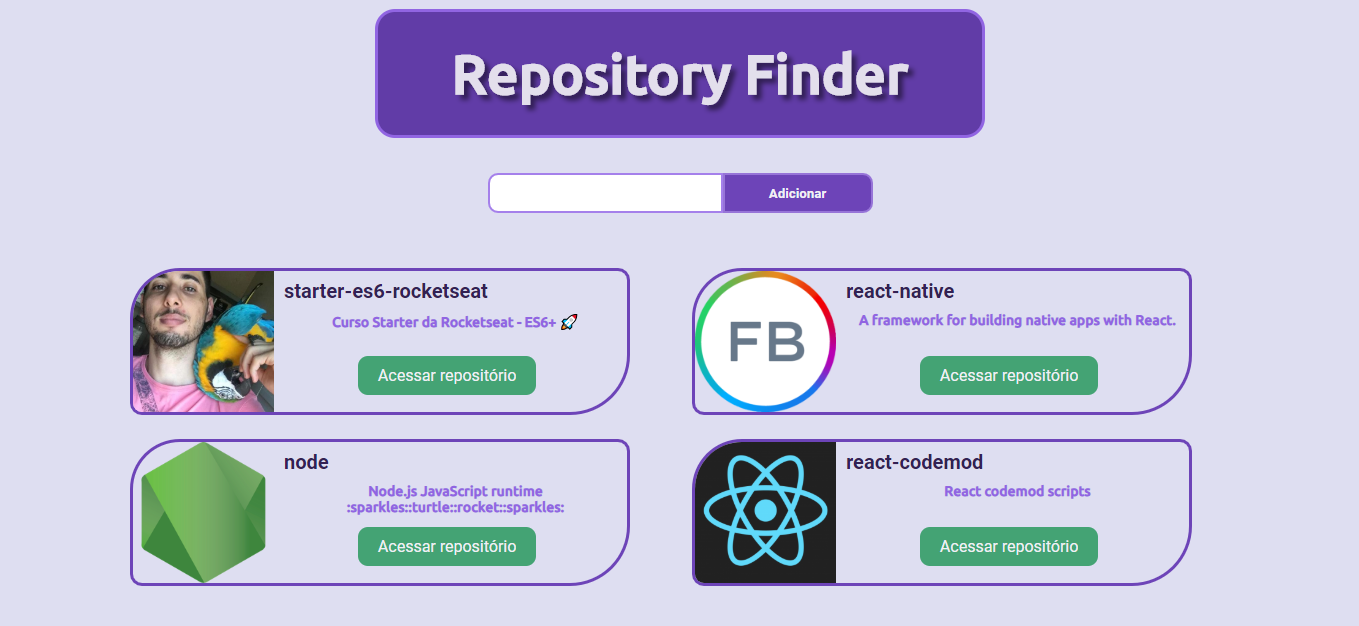 Repository Finder
Adicionar
starter-es6-rocketseat
Curso Starter da Rocketseat - ES6+ 🚀
Acessar repositório
FB
react-native
A framework for building native apps with React.
Acessar repositório
node
Node.js JavaScript runtime
:sparkles::turtle::rocket::sparkles:
Acessar repositório
react-codemod
React codemod scripts
Acessar repositório